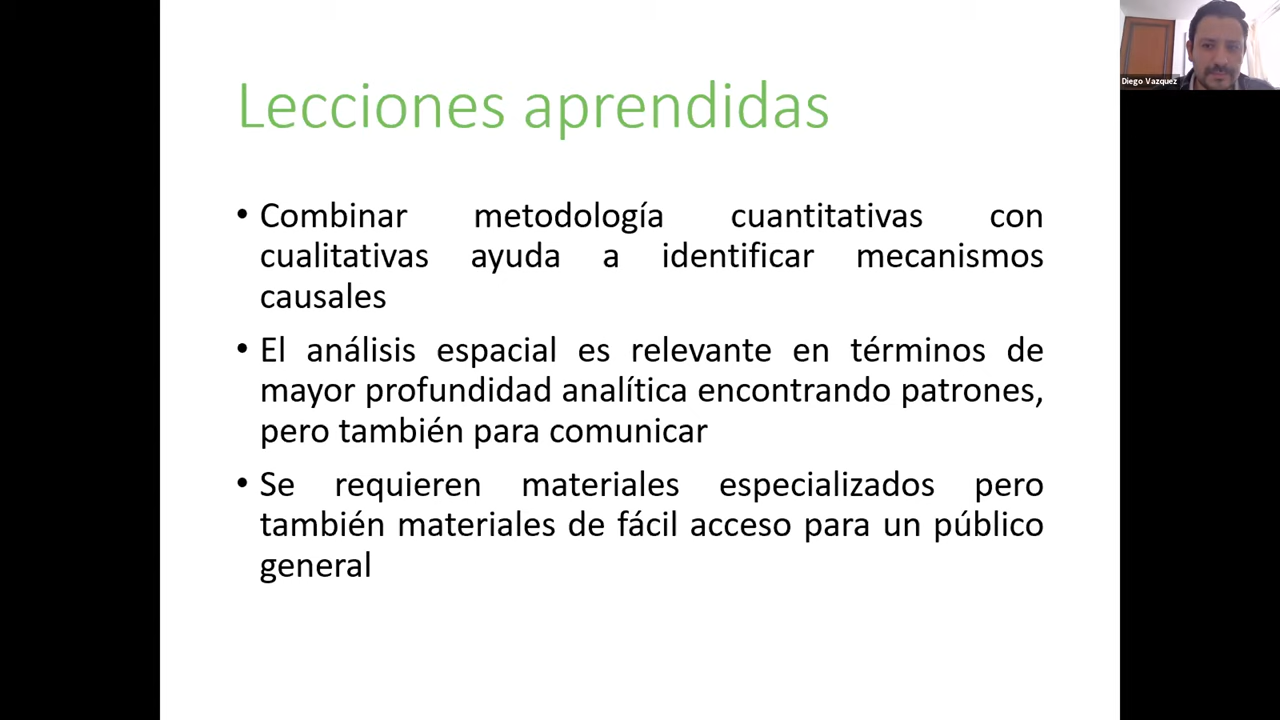 Lecciones aprendidas
• Combinar metodología cuantitativas con
cualitativas ayuda a identificar mecanismos
causales
• El análisis espacial es relevante en términos de
mayor profundidad analítica encontrando patrones,
pero también para comunicar
• Se requieren materiales especializados pero
también materiales de fácil acceso para un público
general
Diego Vazquez